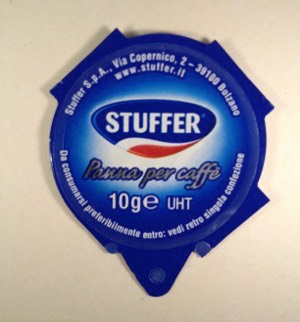 Stuffer S.p.A., Via Copernico, 2 - 39100 Bolzano
www.stuffer.it
STUFFER
Panna per caffè
10g℮ UHT
Da consumarsi preferibilmente entro: vedi retro singola confezione